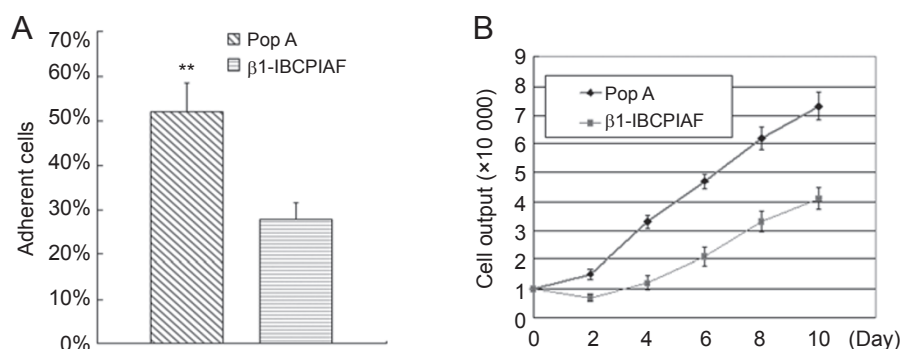 A
Adherent cells
70%
60%
50%
40%
30%
20%
10%
0%
**
Pop A
β1-IBCPIAF
B
Cell output (×10 000)
9
8
7
6
5
4
3
2
1
0
Pop A
β1-IBCPIAF
0 2 4 6 8 10 (Day)